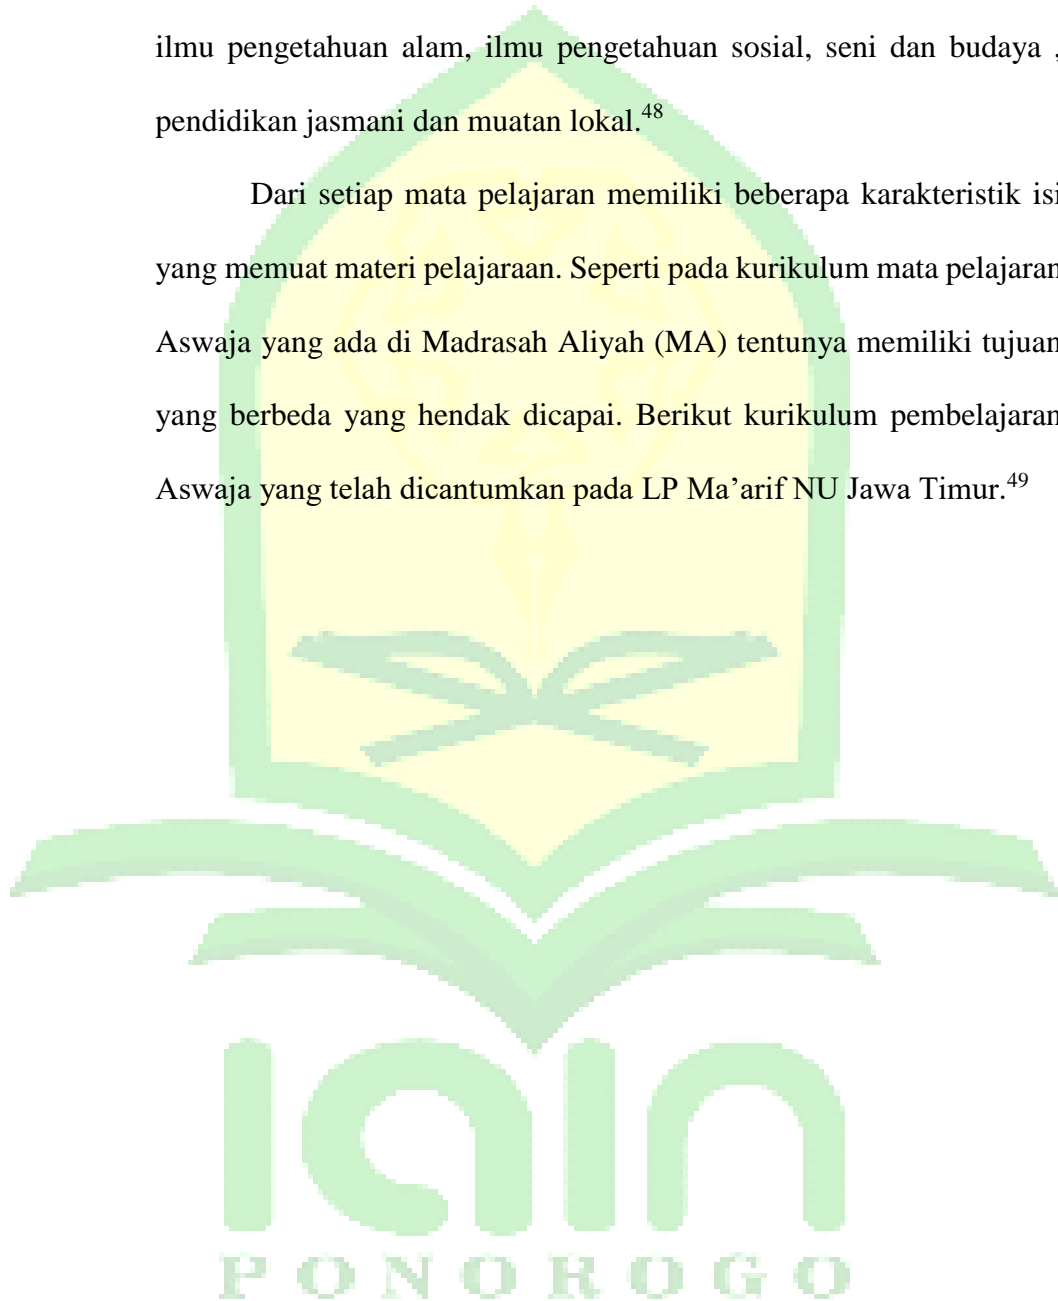 ilmu pengetahuan alam, ilmu pengetahuan sosial, seni dan budaya ,
pendidikan jasmani dan muatan lokal.48
Dari setiap mata pelajaran memiliki beberapa karakteristik isi
yang memuat materi pelajaraan. Seperti pada kurikulum mata pelajaran
Aswaja yang ada di Madrasah Aliyah (MA) tentunya memiliki tujuan
yang berbeda yang hendak dicapai. Berikut kurikulum pembelajaran
Aswaja yang telah dicantumkan pada LP Ma’arif NU Jawa Timur.49
iain
PONOROGO